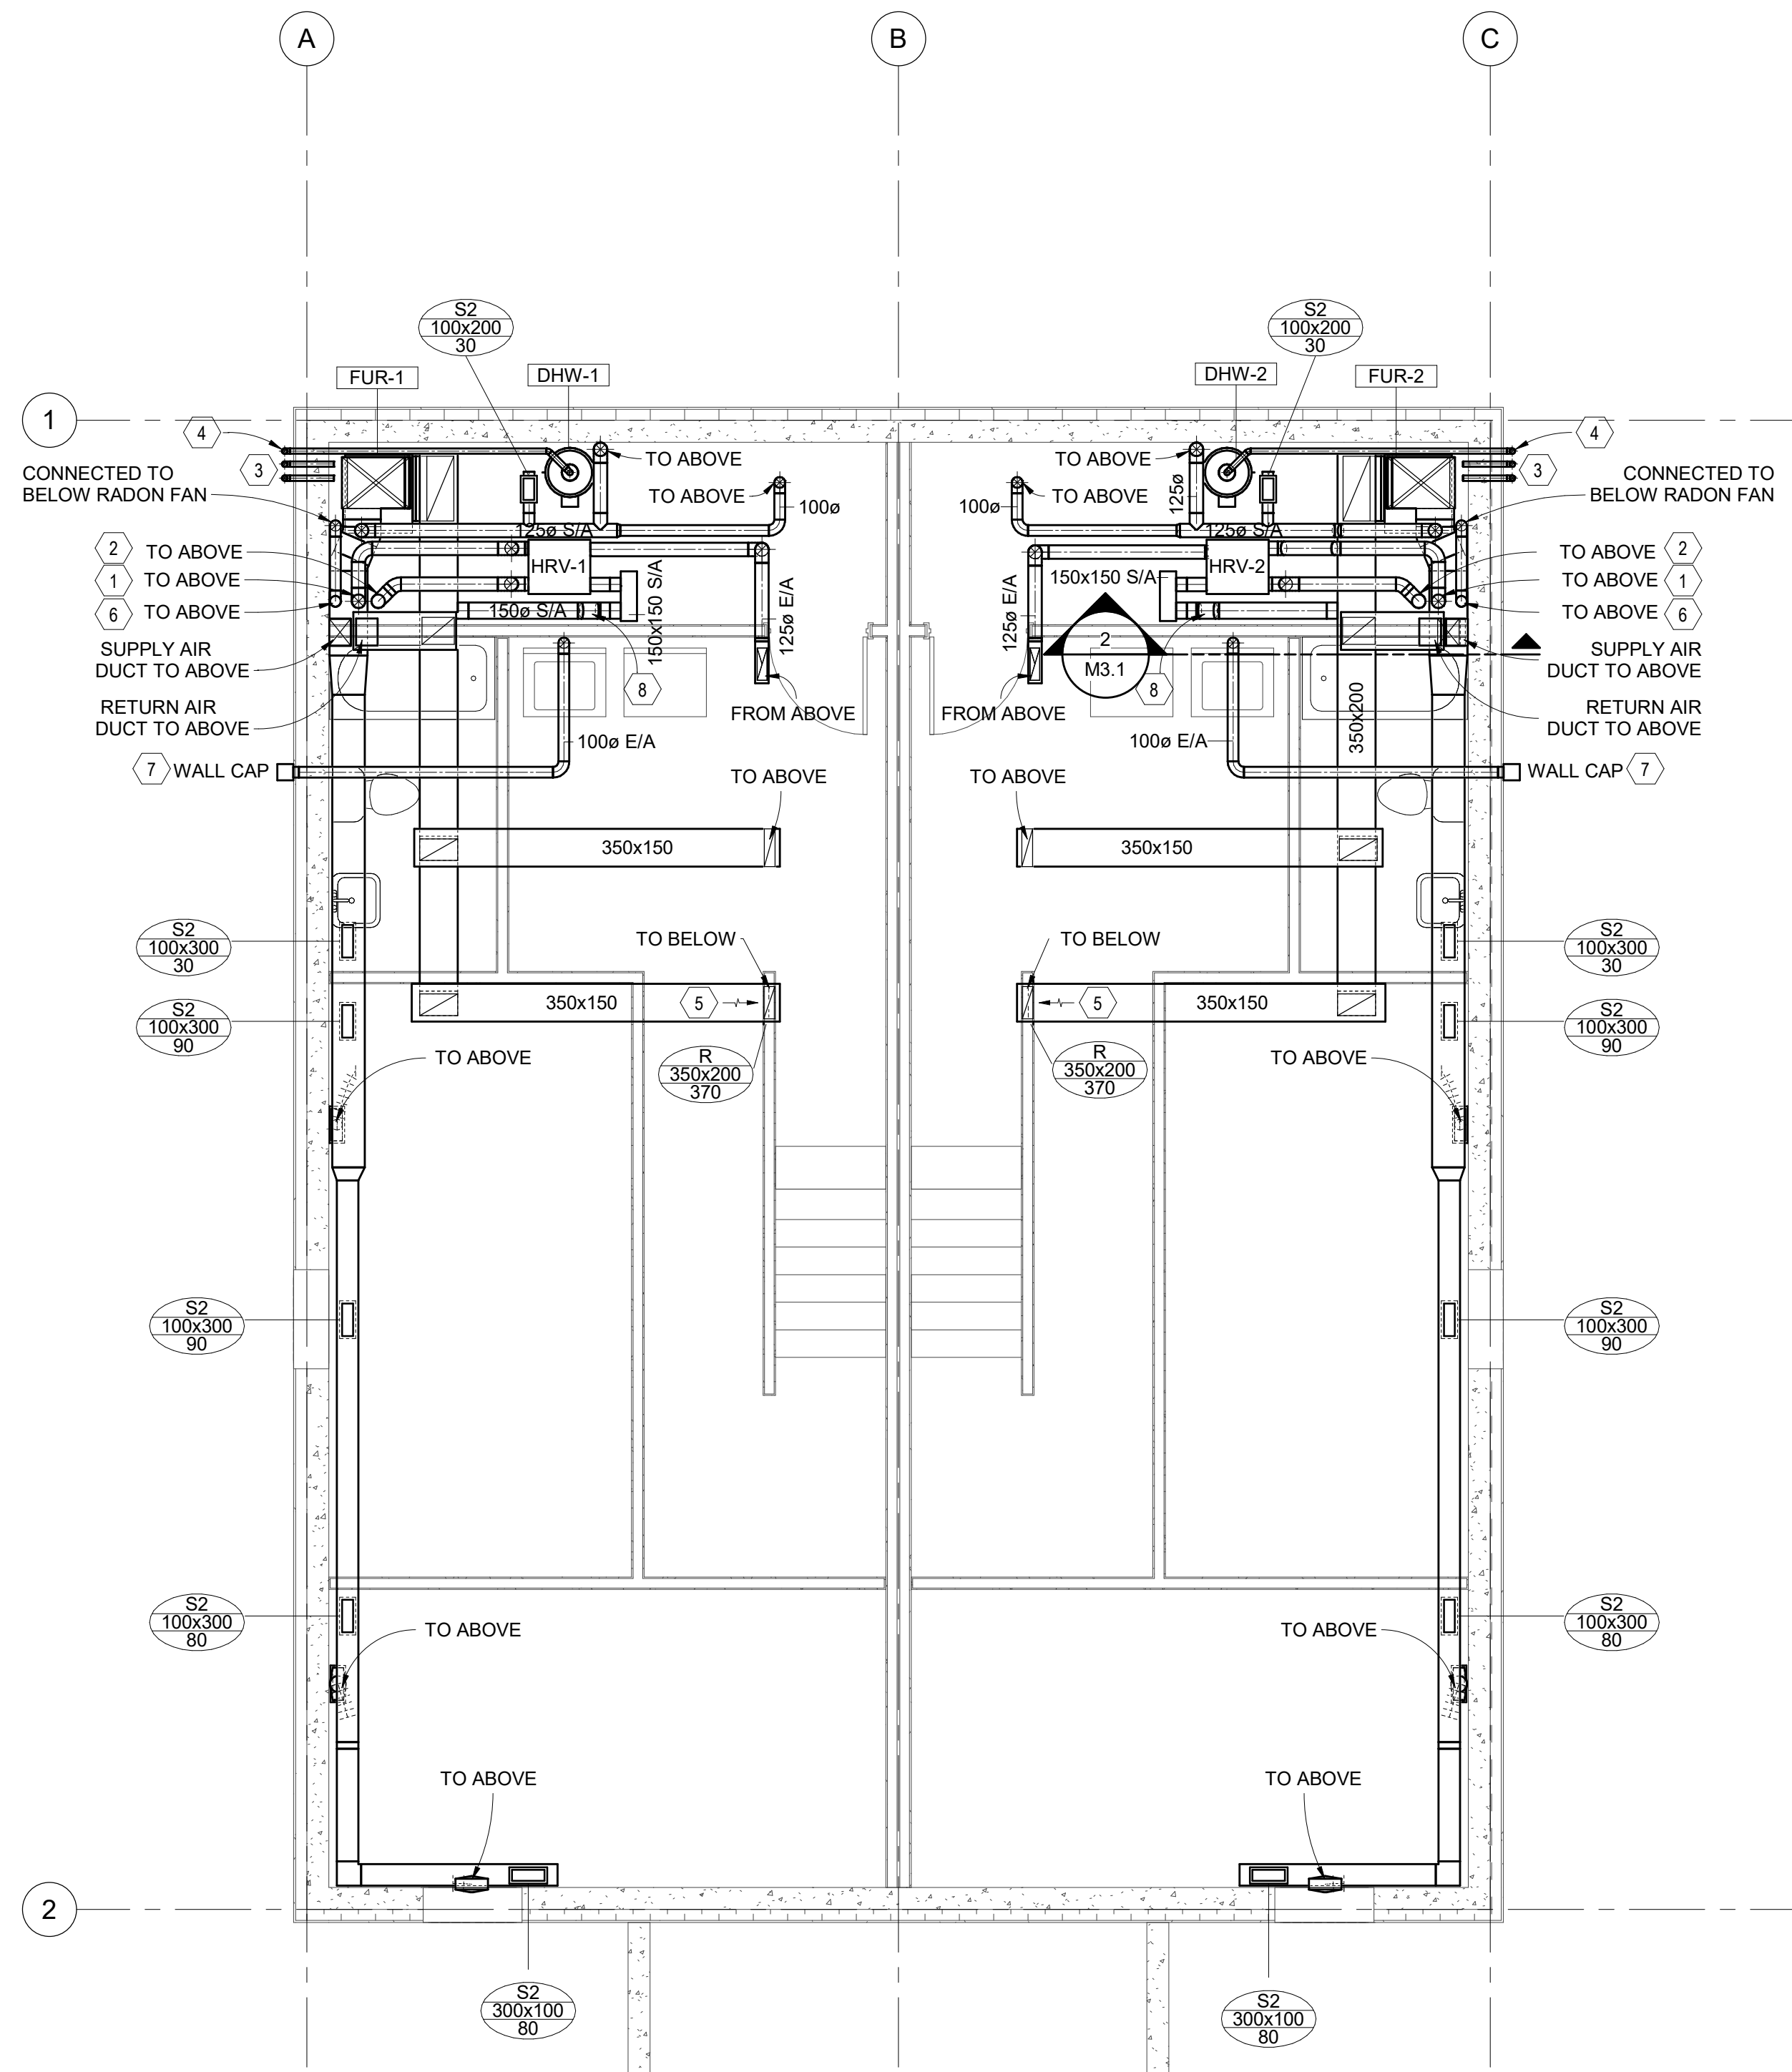 A
B
C
S2
100x200
30
S2
100x200
30
FUR-1
DHW-1
DHW-2
FUR-2
1
4
4
3
3
CONNECTED TO
BELOW RADON FAN
TO ABOVE
TO ABOVE
100ø
TO ABOVE
TO ABOVE
100ø
125ø
CONNECTED TO
BELOW RADON FAN
125ø S/A
125ø S/A
2
TO ABOVE
1
TO ABOVE
6
TO ABOVE
HRV-1
150ø S/A
150x150 S/A
125ø E/A
125ø E/A
150x150 S/A
HRV-2
TO ABOVE
2
TO ABOVE
1
TO ABOVE
6
SUPPLY AIR
DUCT TO ABOVE
RETURN AIR
DUCT TO ABOVE
8
FROM ABOVE
FROM ABOVE
2
M3.1
8
350x200
SUPPLY AIR
DUCT TO ABOVE
RETURN AIR
DUCT TO ABOVE
100ø E/A
100ø E/A
7
WALL CAP
WALL CAP
7
TO ABOVE
TO ABOVE
350x150
350x150
S2
100x300
30
TO BELOW
TO BELOW
S2
100x300
30
S2
100x300
90
350x150
5
5
350x150
S2
100x300
90
TO ABOVE
R
350x200
370
R
350x200
370
TO ABOVE
S2
100x300
90
S2
100x300
90
S2
100x300
80
TO ABOVE
TO ABOVE
S2
100x300
80
TO ABOVE
TO ABOVE
2
S2
300x100
80
S2
300x100
80